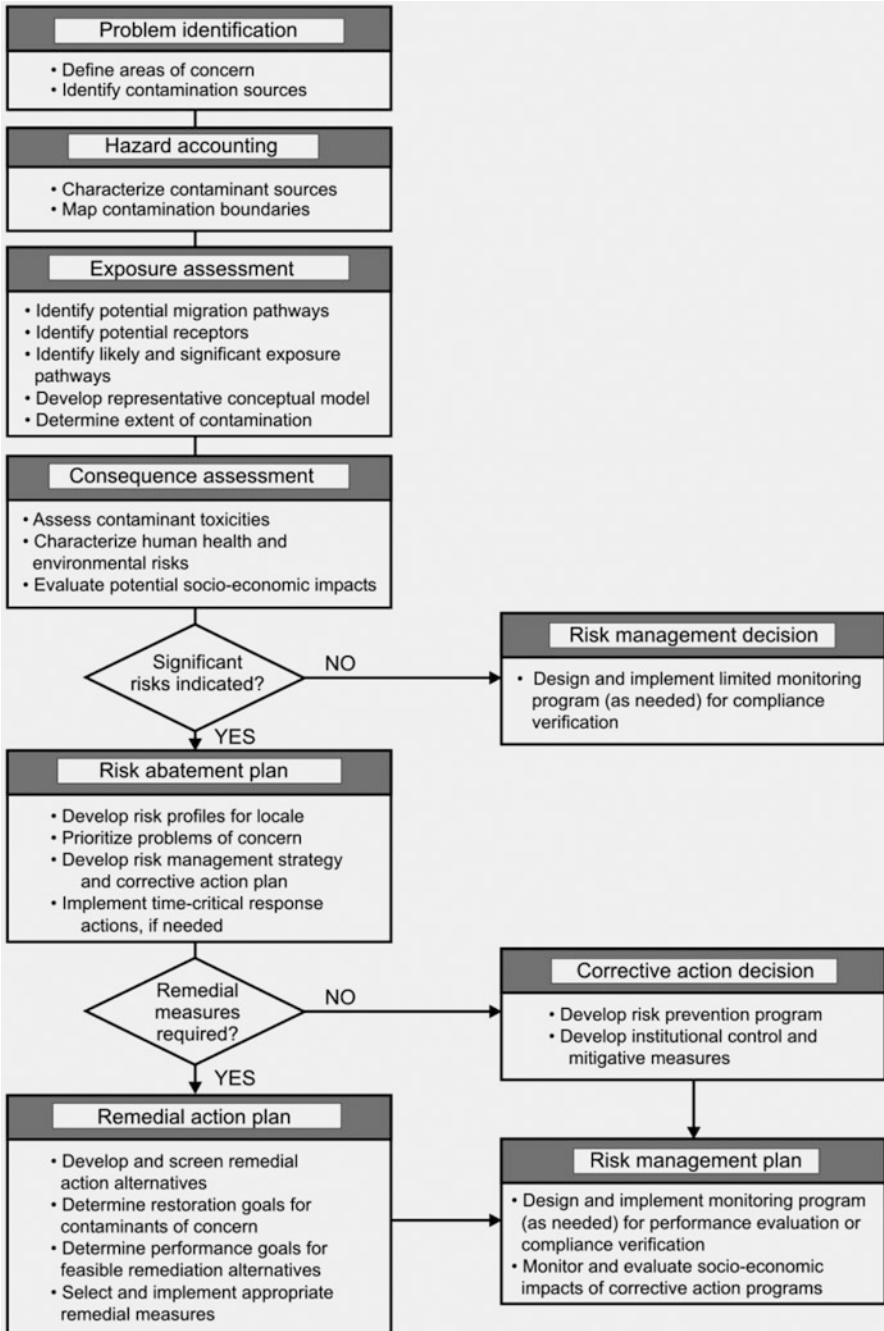 Problem identification
• Define areas of concern
• Identify contamination sources
Hazard accounting
• Characterize contaminant sources
• Map contamination boundaries
Exposure assessment
• Identify potential migration pathways
• Identify potential receptors
• Identify likely and significant exposure
pathways
• Develop representative conceptual model
• Determine extent of contamination
Consequence assessment
• Assess contaminant toxicities
• Characterize human health and
environmental risks
• Evaluate potential socio-economic impacts
Significant
risks indicated?
NO
YES
Risk management decision
• Design and implement limited monitoring
program (as needed) for compliance
verification
Risk abatement plan
• Develop risk profiles for locale
• Prioritize problems of concern
• Develop risk management strategy
and corrective action plan
• Implement time-critical response
actions, if needed
Remedial
measures
required?
NO
YES
Corrective action decision
• Develop risk prevention program
• Develop institutional control and
mitigative measures
Remedial action plan
• Develop and screen remedial
action alternatives
• Determine restoration goals for
contaminants of concern
• Determine performance goals for
feasible remediation alternatives
• Select and implement appropriate
remedial measures
Risk management plan
• Design and implement monitoring program
(as needed) for performance evaluation or
compliance verification
• Monitor and evaluate socio-economic
impacts of corrective action programs